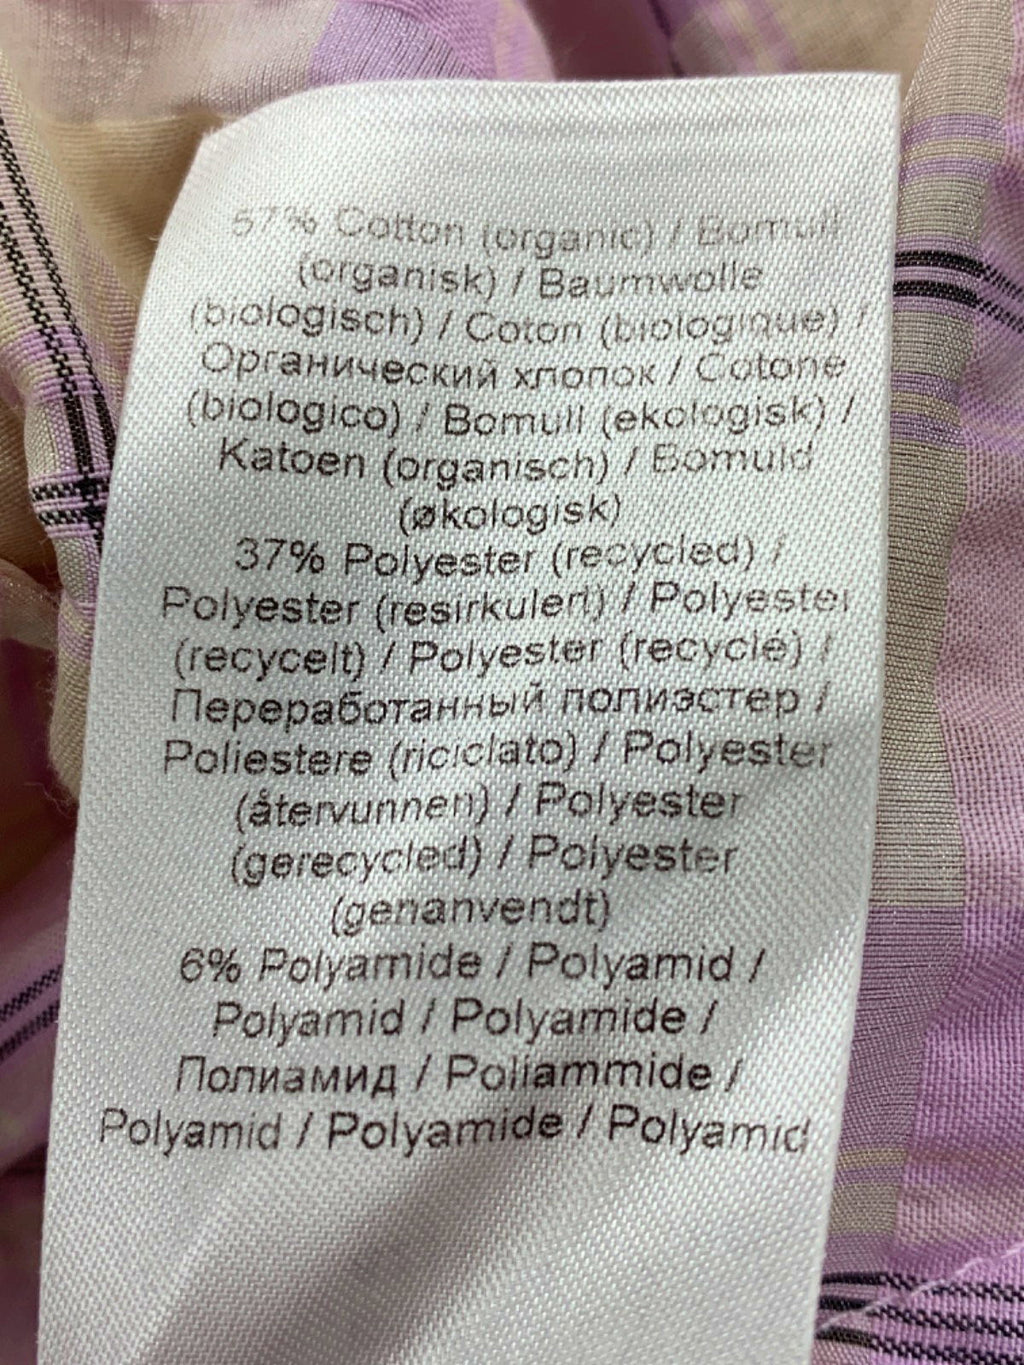 57% Cotton (organic) / Bomull
(organisk) / Baumwolle
(biologisch) / Coton (biologique) /
Органический хлопок / Cotone
(biologico) / Bomull (ekologisk) /
Katoen (organisch) / Bomuld
(økologisk)
37% Polyester (recycled) /
Polyester (resirkulert) / Polyester
(recycelt) / Polyester (recyclé) /
Переработанный полиэстер /
Poliestere (riciclato) / Polyester
(återvunnen) / Polyester
(gerecycled) / Polyester
(genanvendt)
6% Polyamide / Polyamid /
Polyamid / Polyamide /
Полиамид / Poliammide /
Polyamid / Polyamide / Polyamid